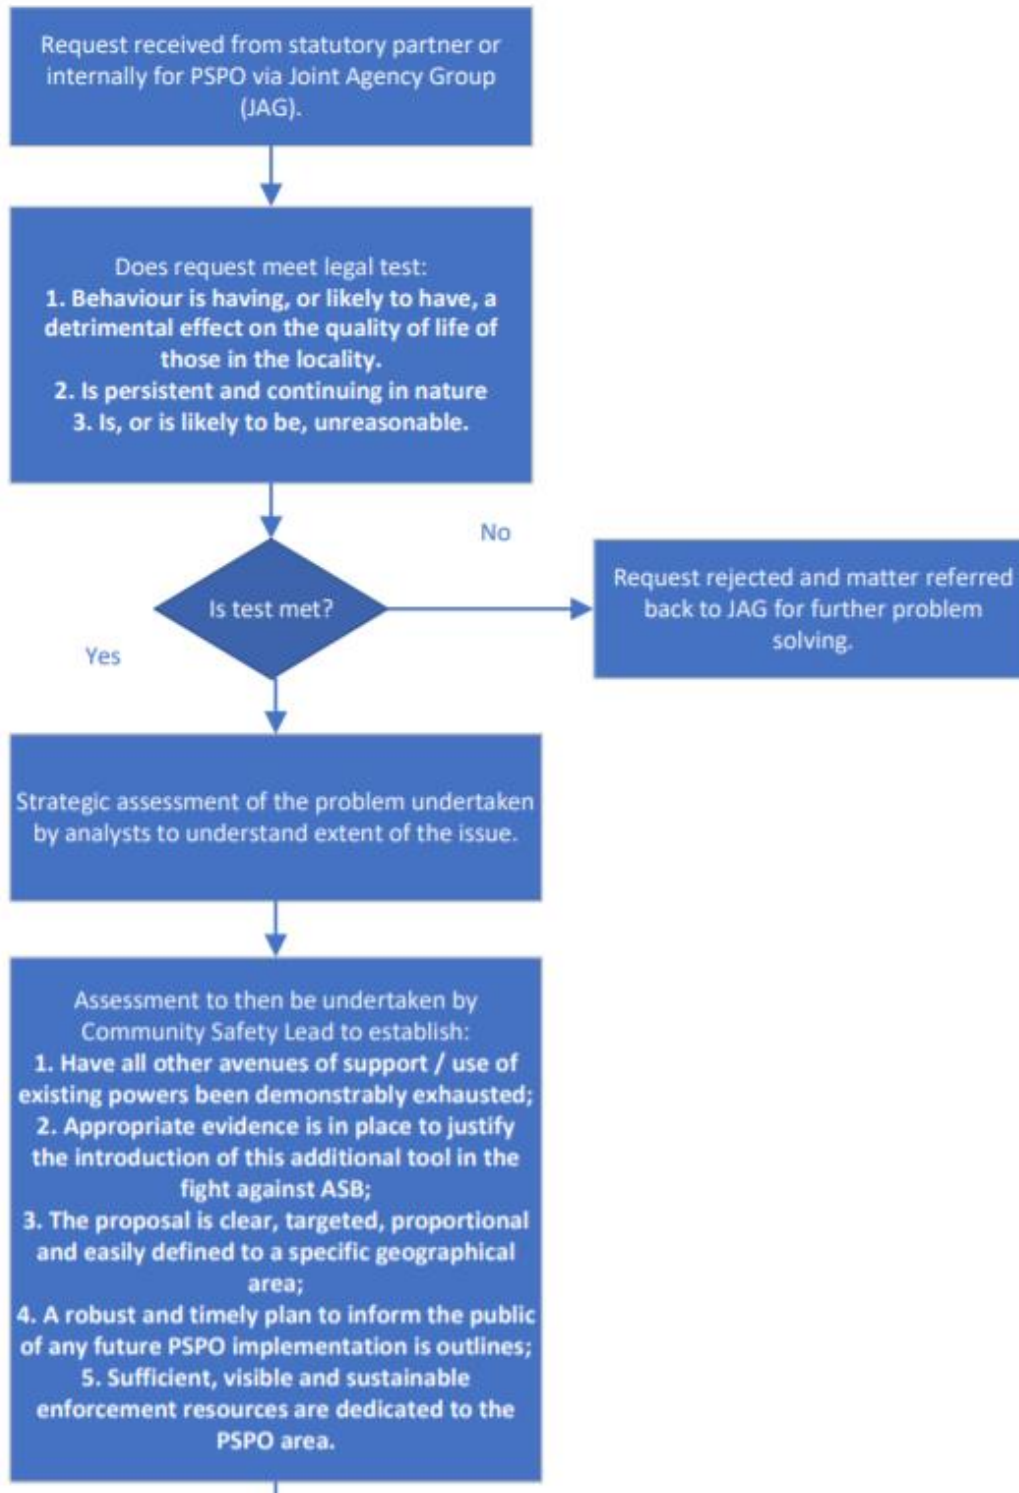 Request received from statutory partner or
internally for PSPO via Joint Agency Group
(JAG).
Does request meet legal test:
1. Behaviour is having, or likely to have, a
detrimental effect on the quality of life of
those in the locality.
2. Is persistent and continuing in nature
3. Is, or is likely to be, unreasonable.
No
Is test met?
Request rejected and matter referred
back to JAG for further problem
solving.
Yes
Strategic assessment of the problem undertaken
by analysts to understand extent of the issue.
Assessment to then be undertaken by
Community Safety Lead to establish:
1. Have all other avenues of support / use of
existing powers been demonstrably exhausted;
2. Appropriate evidence is in place to justify
the introduction of this additional tool in the
fight against ASB;
3. The proposal is clear, targeted, proportional
and easily defined to a specific geographical
area;
4. A robust and timely plan to inform the public
of any future PSPO implementation is outlines;
5. Sufficient, visible and sustainable
enforcement resources are dedicated to the
PSPO area.